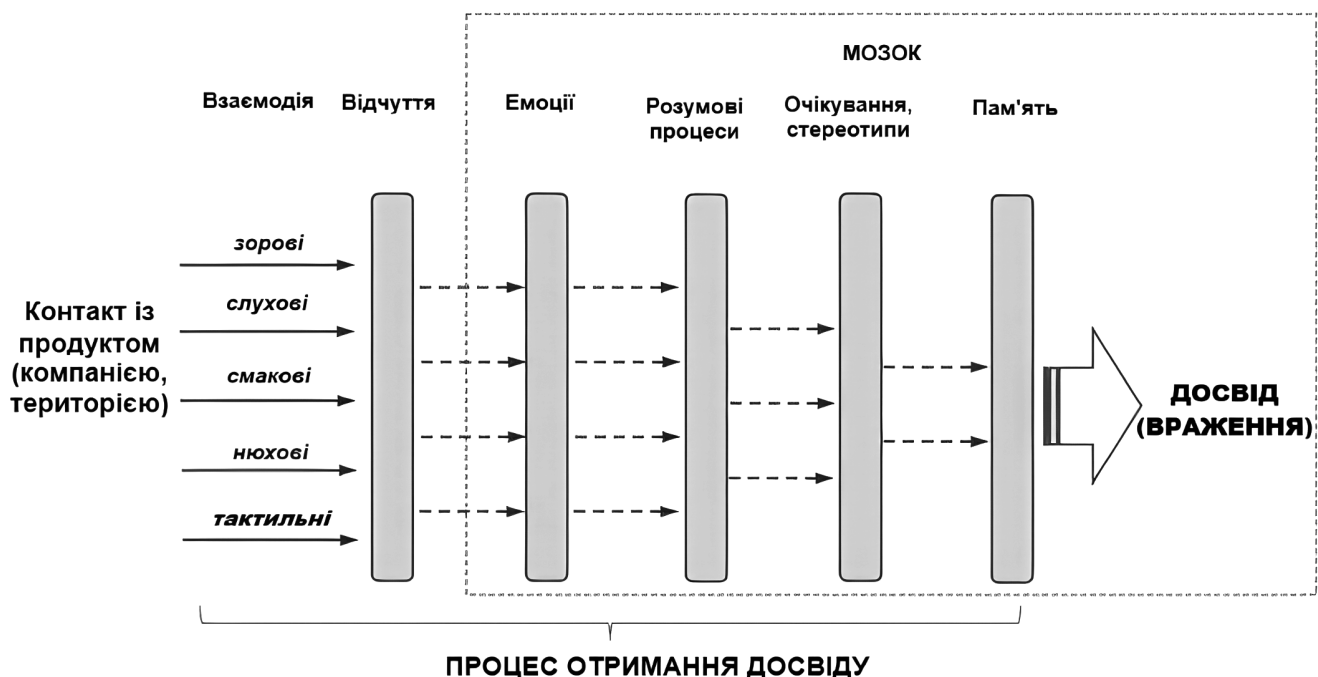 МОЗОК
Взаємодія
Відчуття
Емоції
Розумові
процеси
Очікування,
стереотипи
Пам'ять
Контакт із
продуктом
(компанією,
територією)
зорові
слухові
смакові
нюхові
тактильні
ДОСВІД
(ВРАЖЕННЯ)
ПРОЦЕС ОТРИМАННЯ ДОСВІДУ